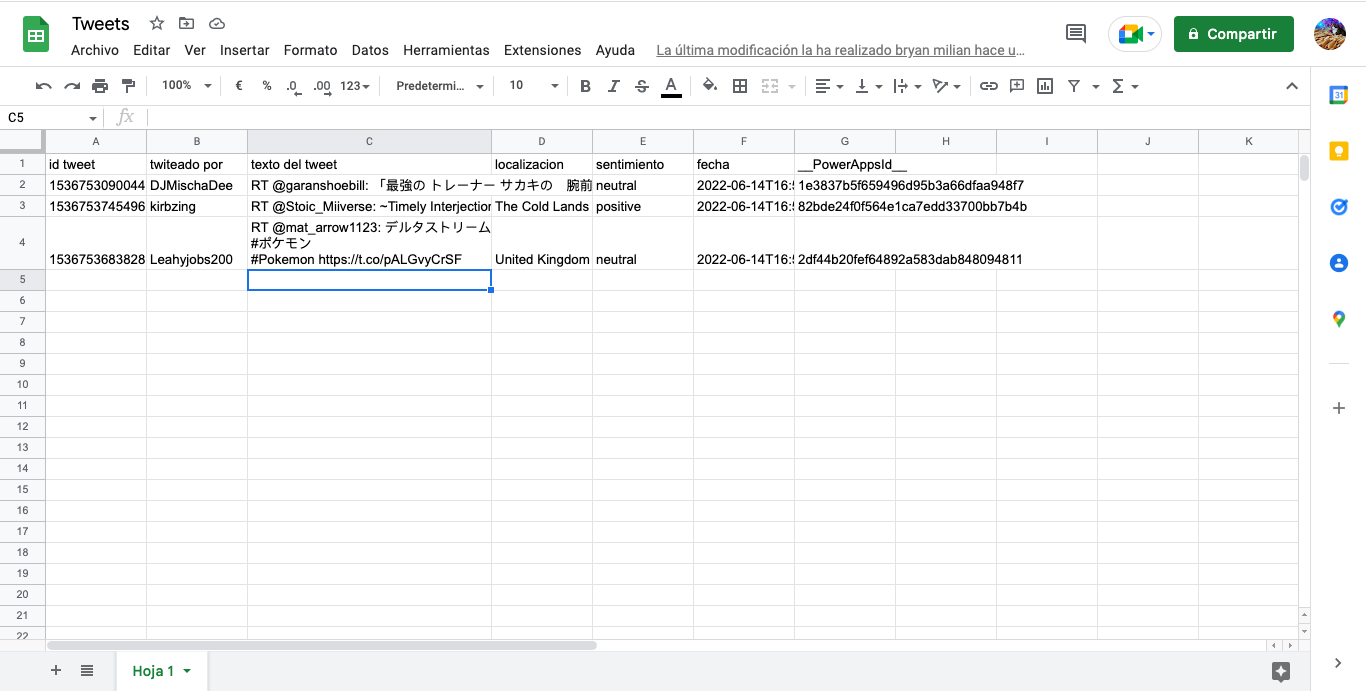 Tweets
Archivo Editar Ver Insertar Formato Datos Herramientas Extensiones Ayuda La última modificación la ha realizado bryan milian hace u...
Compartir
100% € % .0 .00 123 Predetermi... 10 B I S A
31
C5 fx
A B C D E F G H I J K
1 id tweet twiteado por texto del tweet localizacion sentimiento fecha __PowerAppsId__
2 1536753090044 DJMischaDee RT @garanshoebill: 「最強の トレーナー サカキの 腕前 neutral 2022-06-14T16:5 1e3837b5f659496d95b3a66dfaa948f7
3 1536753745496 kirbzing RT @Stoic_Miiverse: ~Timely Interjection The Cold Lands positive 2022-06-14T16:5 82bde24f0f564e1ca7edd33700bb7b4b
RT @mat_arrow1123: デルタストリーム
#ポケモン
4 1536753683828 Leahyjobs200 #Pokemon https://t.co/pALGvyCrSF United Kingdom neutral 2022-06-14T16:5 2df44b20fef64892a583dab848094811
5
6
7
8
9
10
11
12
13
14
15
16
17
18
19
20
21
22
Hoja 1